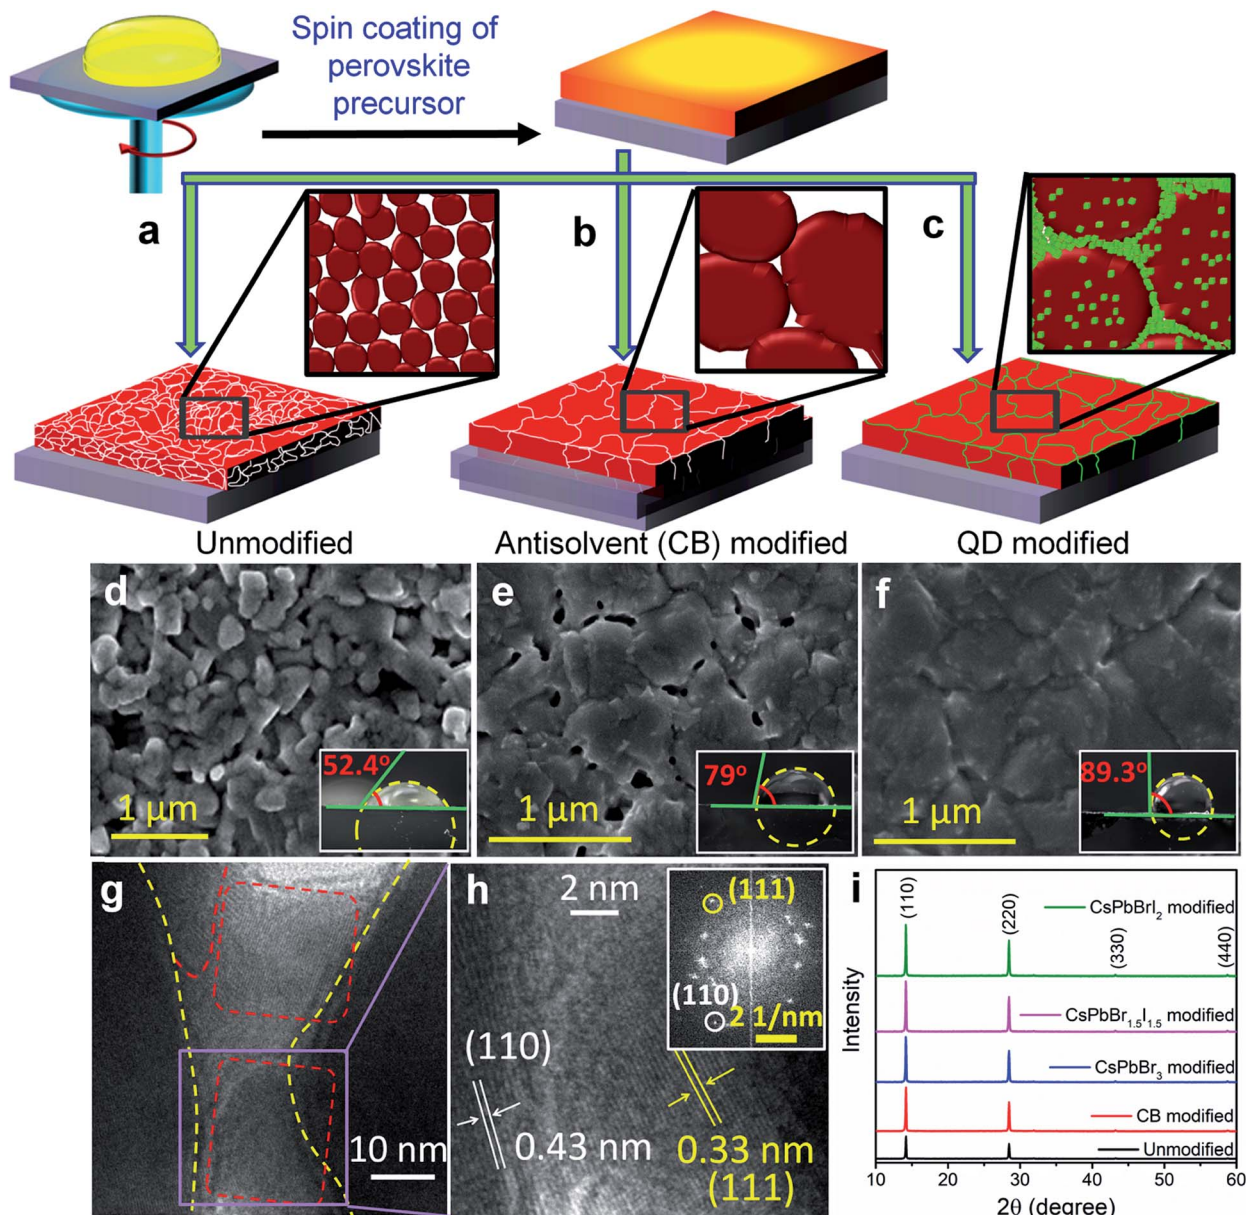 Spin coating of
perovskite
precursor
a
b
c
Unmodified
Antisolvent (CB) modified
QD modified
d
52.4°
1 µm
e
79°
1 µm
f
89.3°
1 µm
g
10 nm
h
2 nm
(111)
(110)
2 1/nm
(110)
0.43 nm
0.33 nm
(111)
i
(110)
(220)
(330)
(440)
CsPbBrI₂ modified
CsPbBr₁.₅I₁.₅ modified
CsPbBr₃ modified
CB modified
Unmodified
Intensity
10 20 30 40 50 60
2θ (degree)